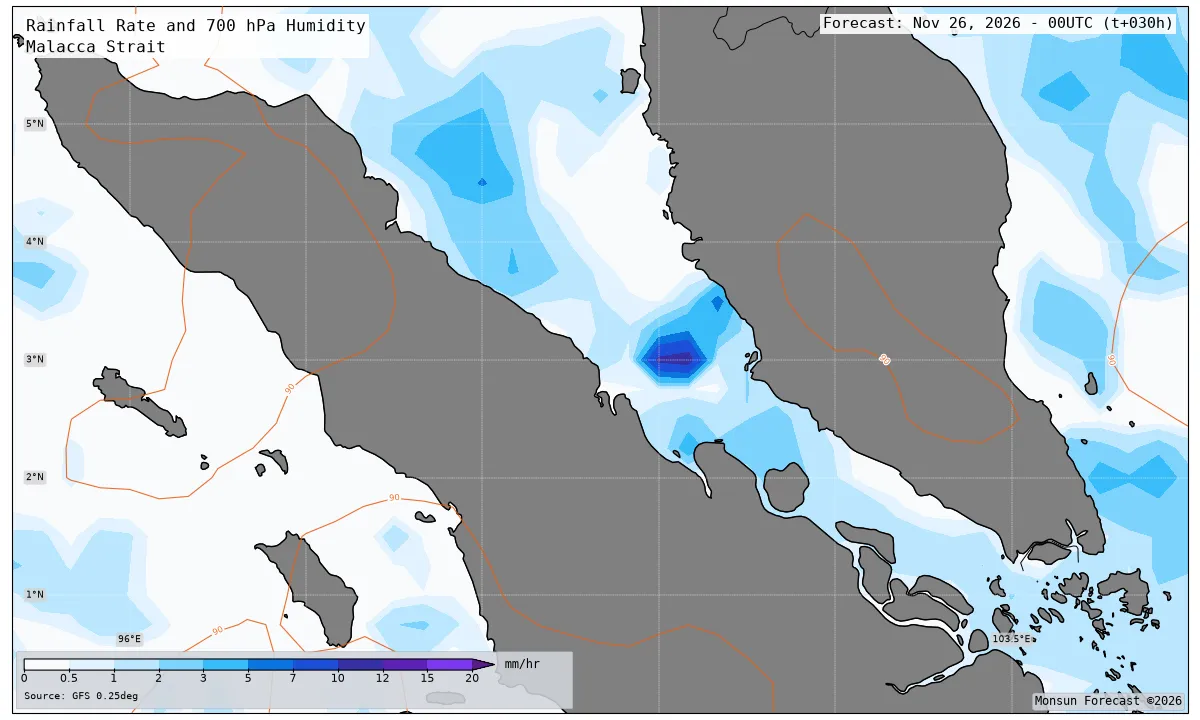 Rainfall Rate and 700 hPa Humidity
Malacca Strait
Forecast: Nov 26, 2026 - 00UTC (t+030h)
5°N
4°N
3°N
2°N
1°N
90
90
90
90
90
96°E
103.5°E
0 0.5 1 2 3 5 7 10 12 15 20
mm/hr
Source: GFS 0.25deg
Monsun Forecast ©2026